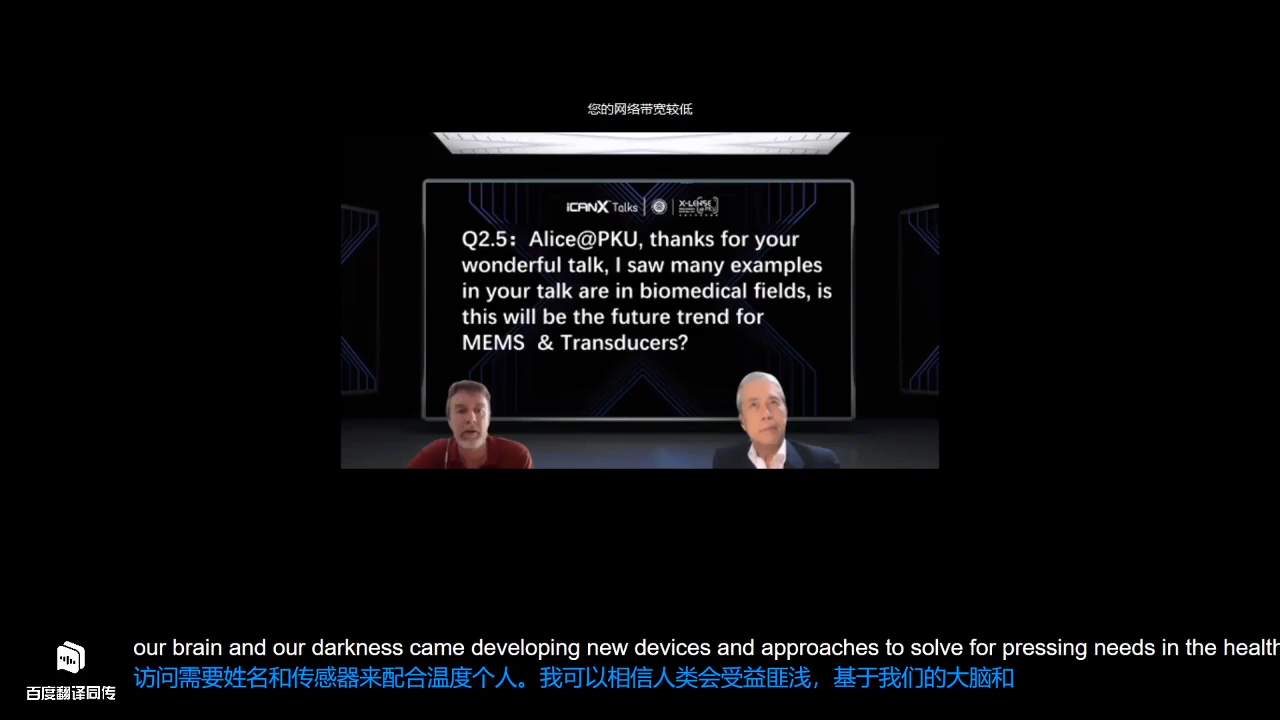 您的网络带宽较低
iCANX Talks X-LENSE
Q2.5：Alice@PKU, thanks for your
wonderful talk, I saw many examples
in your talk are in biomedical fields, is
this will be the future trend for
MEMS & Transducers?
our brain and our darkness came developing new devices and approaches to solve for pressing needs in the health
访问需要姓名和传感器来配合温度个人。我可以相信人类会受益匪浅，基于我们的大脑和
百度翻译同传